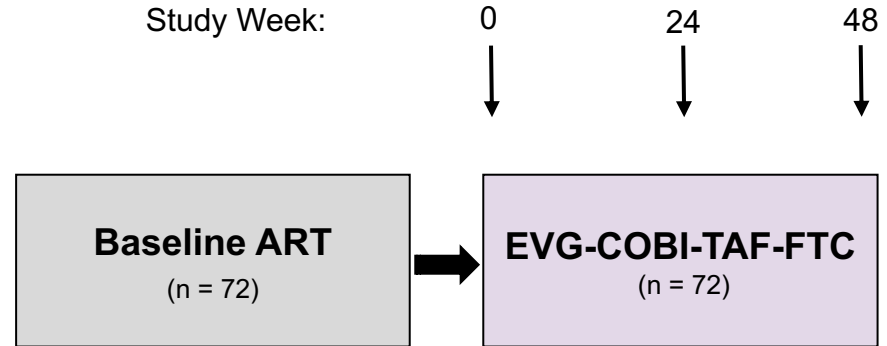 Study Week: 0 24 48
Baseline ART
(n = 72)
EVG-COBI-TAF-FTC
(n = 72)